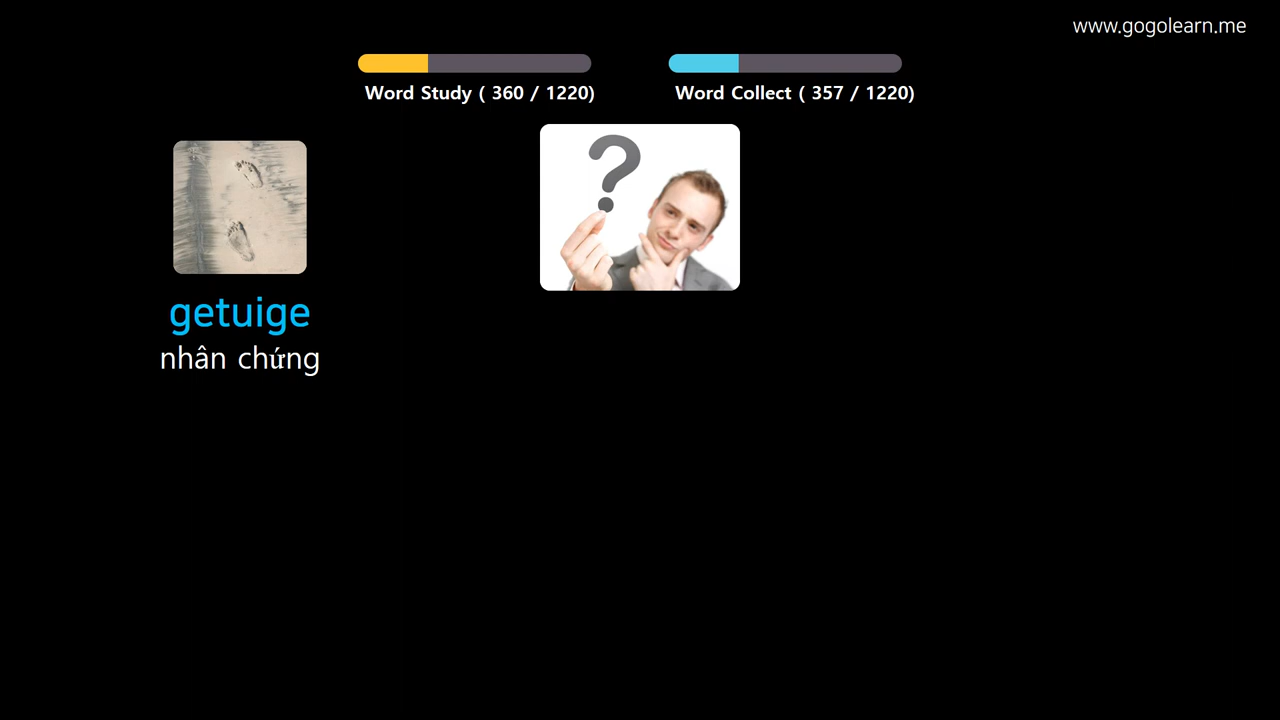 www.gogolearn.me
Word Study ( 360 / 1220)
Word Collect ( 357 / 1220)
?
getuige
nhân chứng